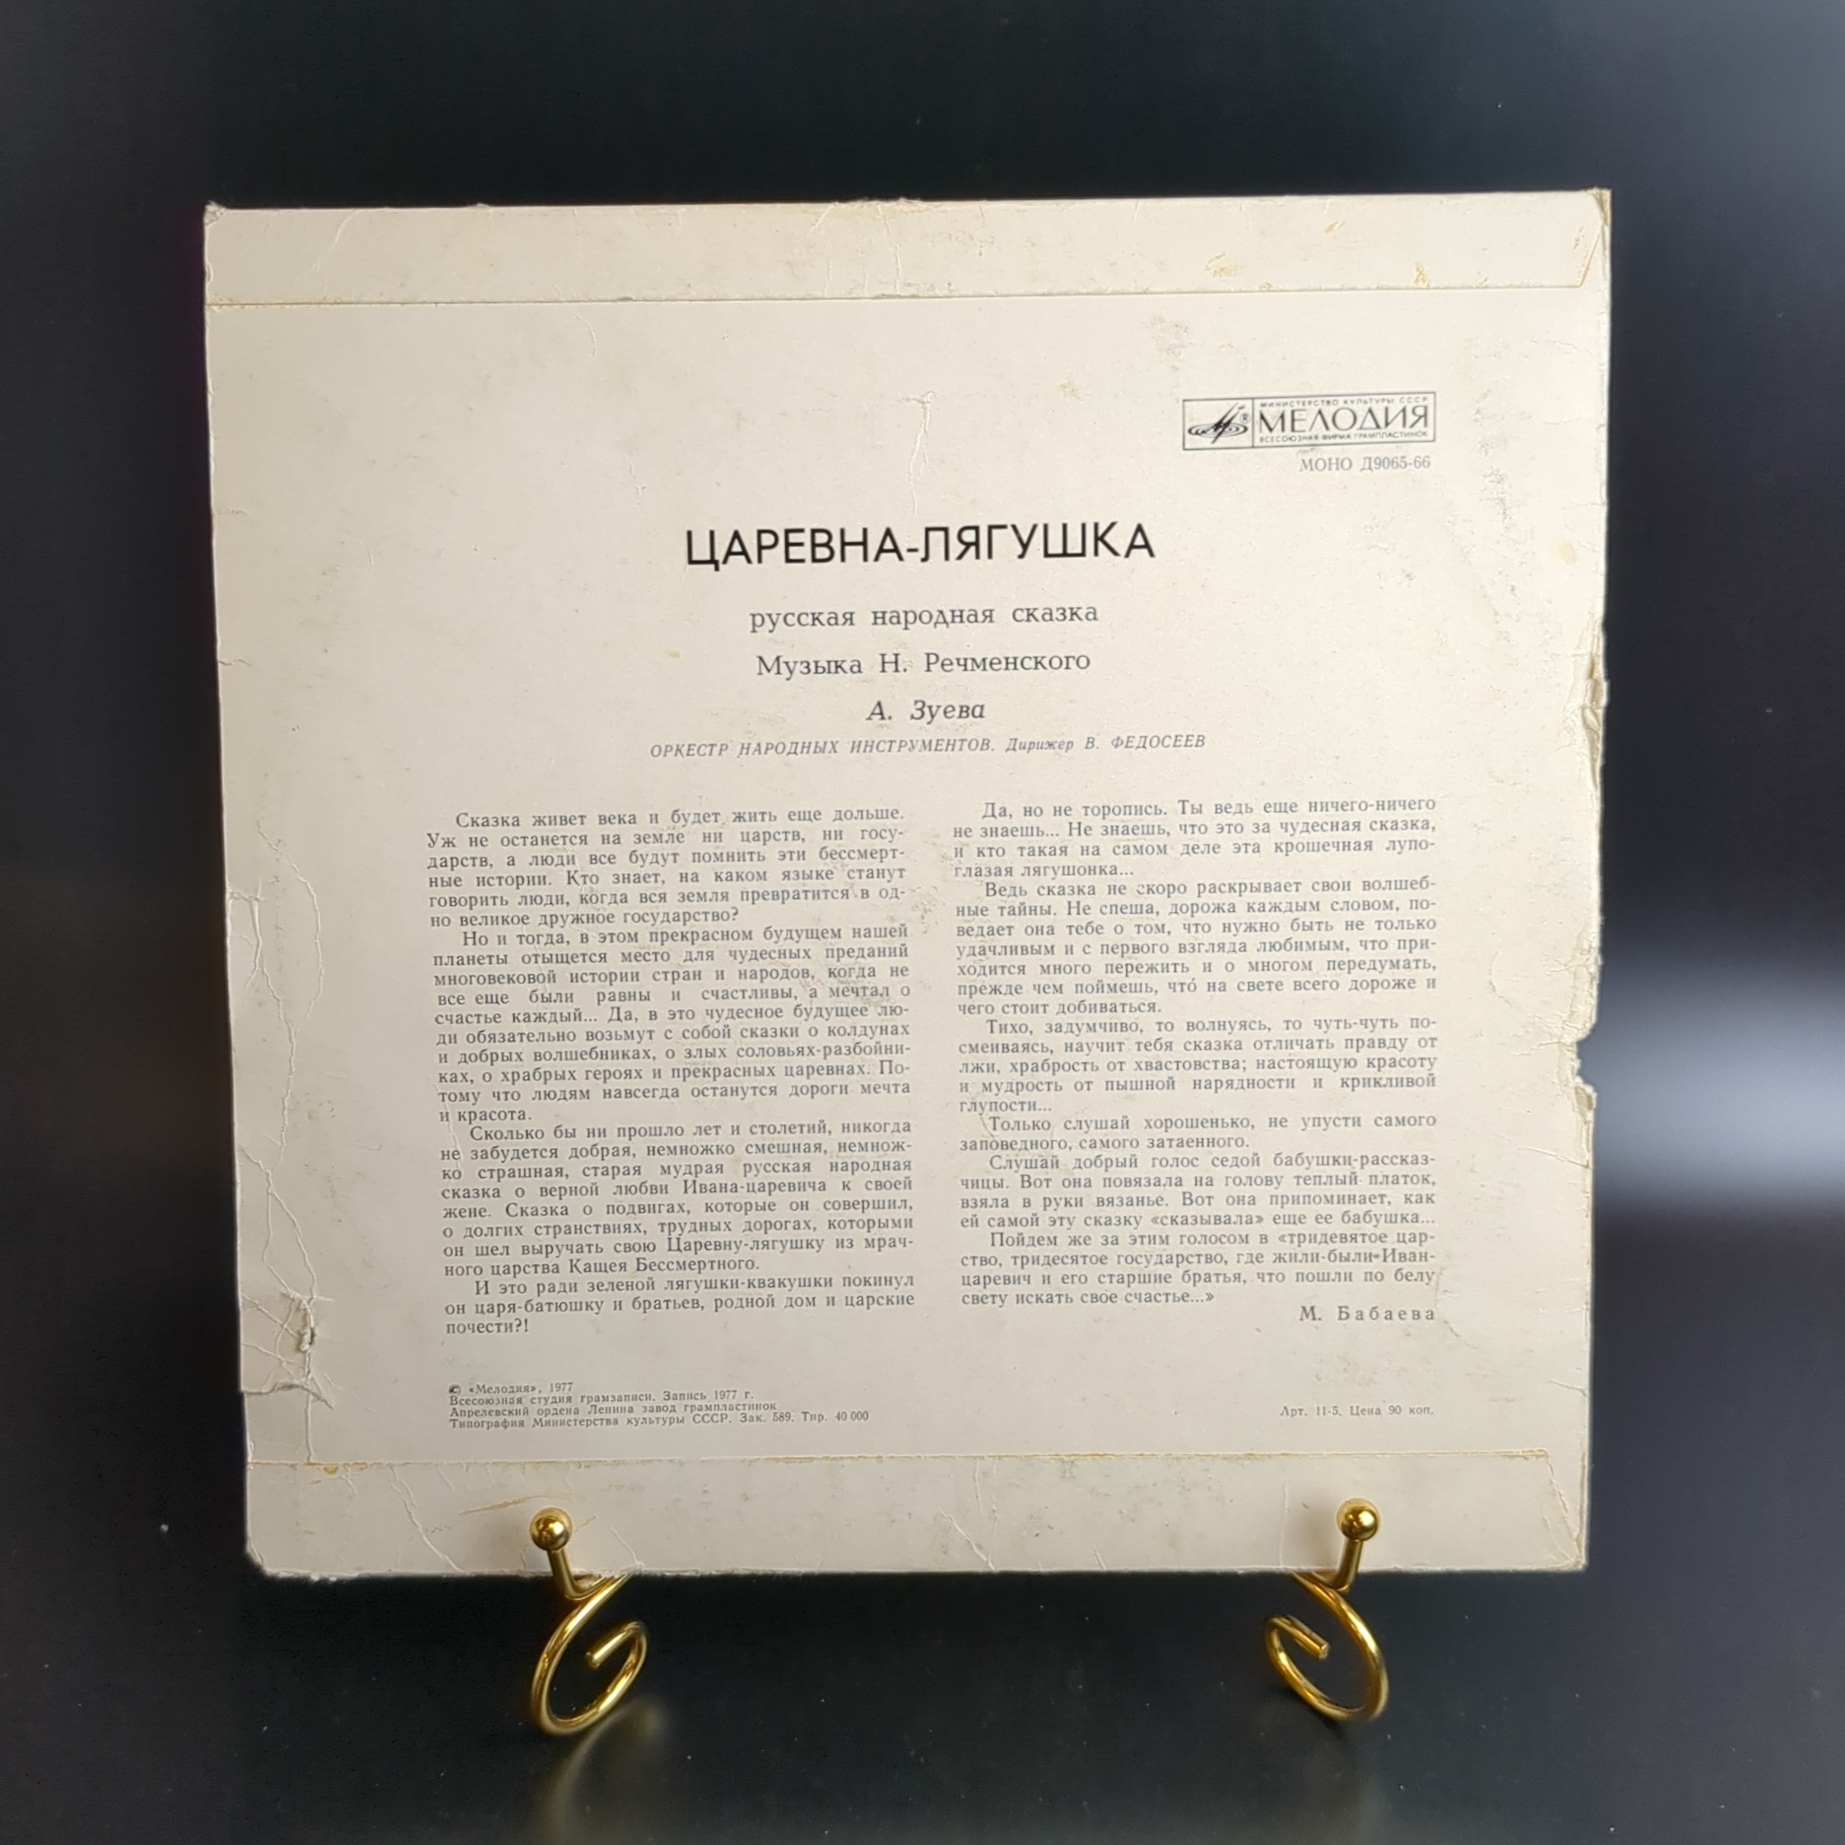 МИНИСТЕРСТВО КУЛЬТУРЫ СССР
МЕЛОДИЯ
ВСЕСОЮЗНАЯ ФИРМА ГРАМПЛАСТИНОК
МОНО Д9065-66
ЦАРЕВНА-ЛЯГУШКА
русская народная сказка
Музыка Н. Речменского
А. Зуева
ОРКЕСТР НАРОДНЫХ ИНСТРУМЕНТОВ. Дирижер В. ФЕДОСЕЕВ
Сказка живет века и будет жить еще дольше.
Уж не останется на земле ни царств, ни госу-
дарств, а люди все будут помнить эти бессмерт-
ные истории. Кто знает, на каком языке станут
говорить люди, когда вся земля превратится в од-
но великое дружное государство?
Но и тогда, в этом прекрасном будущем нашей
планеты отыщется место для чудесных преданий
многовековой истории стран и народов, когда не
все еще были равны и счастливы, а мечтал о
счастье каждый... Да, в это чудесное будущее лю-
ди обязательно возьмут с собой сказки о колдунах
и добрых волшебниках, о злых соловьях-разбойни-
ках, о храбрых героях и прекрасных царевнах. По-
тому что людям навсегда останутся дороги мечта
и красота.
Сколько бы ни прошло лет и столетий, никогда
не забудется добрая, немножко смешная, немнож-
ко страшная, старая мудрая русская народная
сказка о верной любви Ивана-царевича к своей
жене. Сказка о подвигах, которые он совершил,
о долгих странствиях, трудных дорогах, которыми
он шел выручать свою Царевну-лягушку из мрач-
ного царства Кащея Бессмертного.
И это ради зеленой лягушки-квакушки покинул
он царя-батюшку и братьев, родной дом и царские
почести?!
Да, но не торопись. Ты ведь еще ничего-ничего
не знаешь... Не знаешь, что это за чудесная сказка,
и кто такая на самом деле эта крошечная лупо-
глазая лягушонка...
Ведь сказка не скоро раскрывает свои волшеб-
ные тайны. Не спеша, дорожа каждым словом, по-
ведает она тебе о том, что нужно быть не только
удачливым и с первого взгляда любимым, что при-
ходится много пережить и о многом передумать,
прежде чем поймешь, что́ на свете всего дороже и
чего стоит добиваться.
Тихо, задумчиво, то волнуясь, то чуть-чуть по-
смеиваясь, научит тебя сказка отличать правду от
лжи, храбрость от хвастовства; настоящую красоту
и мудрость от пышной нарядности и крикливой
глупости...
Только слушай хорошенько, не упусти самого
заповедного, самого затаенного.
Слушай добрый голос седой бабушки-рассказ-
чицы. Вот она повязала на голову теплый платок,
взяла в руки вязанье. Вот она припоминает, как
ей самой эту сказку «сказывала» еще ее бабушка...
Пойдем же за этим голосом в «тридевятое цар-
ство, тридесятое государство, где жили-были Иван-
царевич и его старшие братья, что пошли по белу
свету искать свое счастье...»
М. Бабаева
© «Мелодия», 1977
Всесоюзная студия грамзаписи. Запись 1977 г.
Апрелевский ордена Ленина завод грампластинок
Типография Министерства культуры СССР. Зак. 589. Тир. 40 000
Арт. 11-5. Цена 90 коп.